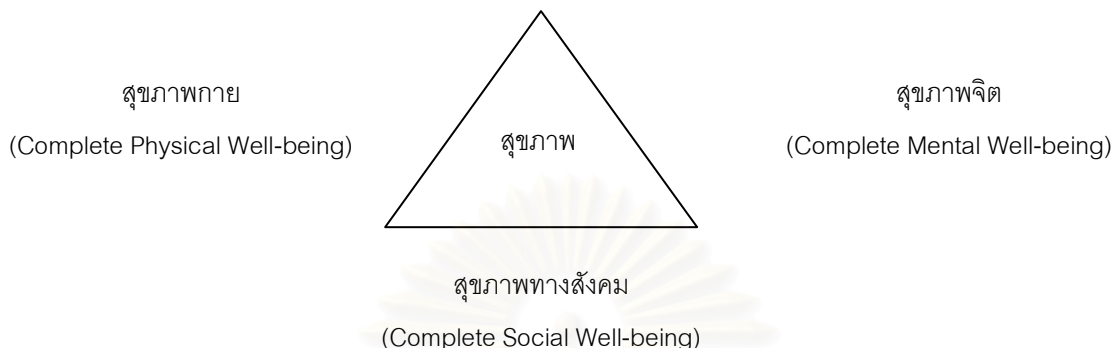 สุขภาพกาย
(Complete Physical Well-being)
สุขภาพ
สุขภาพจิต
(Complete Mental Well-being)
สุขภาพทางสังคม
(Complete Social Well-being)